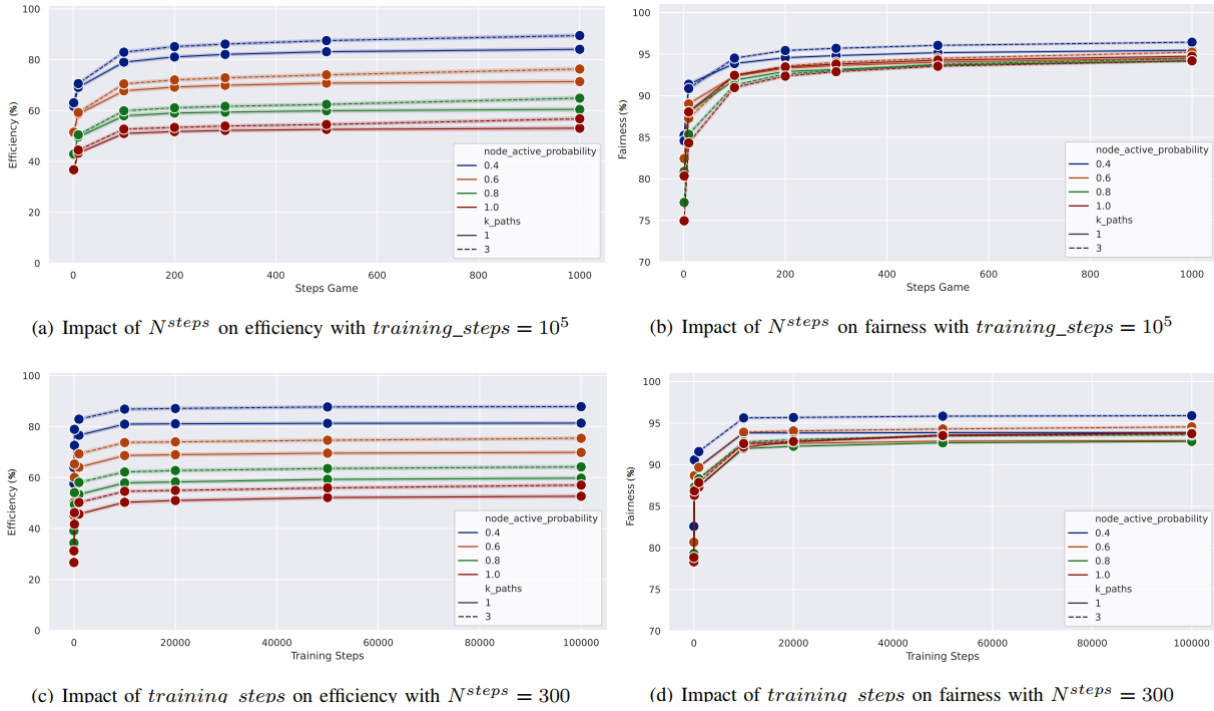 100
80
60
40
20
0
Efficiency (%)
node_active_probability
0.4
0.6
0.8
1.0
k_paths
1
3
0 200 400 600 800 1000
Steps Game
(a) Impact of N^steps on efficiency with training_steps = 10^5
100
95
90
85
80
75
70
Fairness (%)
node_active_probability
0.4
0.6
0.8
1.0
k_paths
1
3
0 200 400 600 800 1000
Steps Game
(b) Impact of N^steps on fairness with training_steps = 10^5
100
80
60
40
20
0
Efficiency (%)
node_active_probability
0.4
0.6
0.8
1.0
k_paths
1
3
0 20000 40000 60000 80000 100000
Training Steps
(c) Impact of training_steps on efficiency with N^steps = 300
100
95
90
85
80
75
70
Fairness (%)
node_active_probability
0.4
0.6
0.8
1.0
k_paths
1
3
0 20000 40000 60000 80000 100000
Training Steps
(d) Impact of training_steps on fairness with N^steps = 300